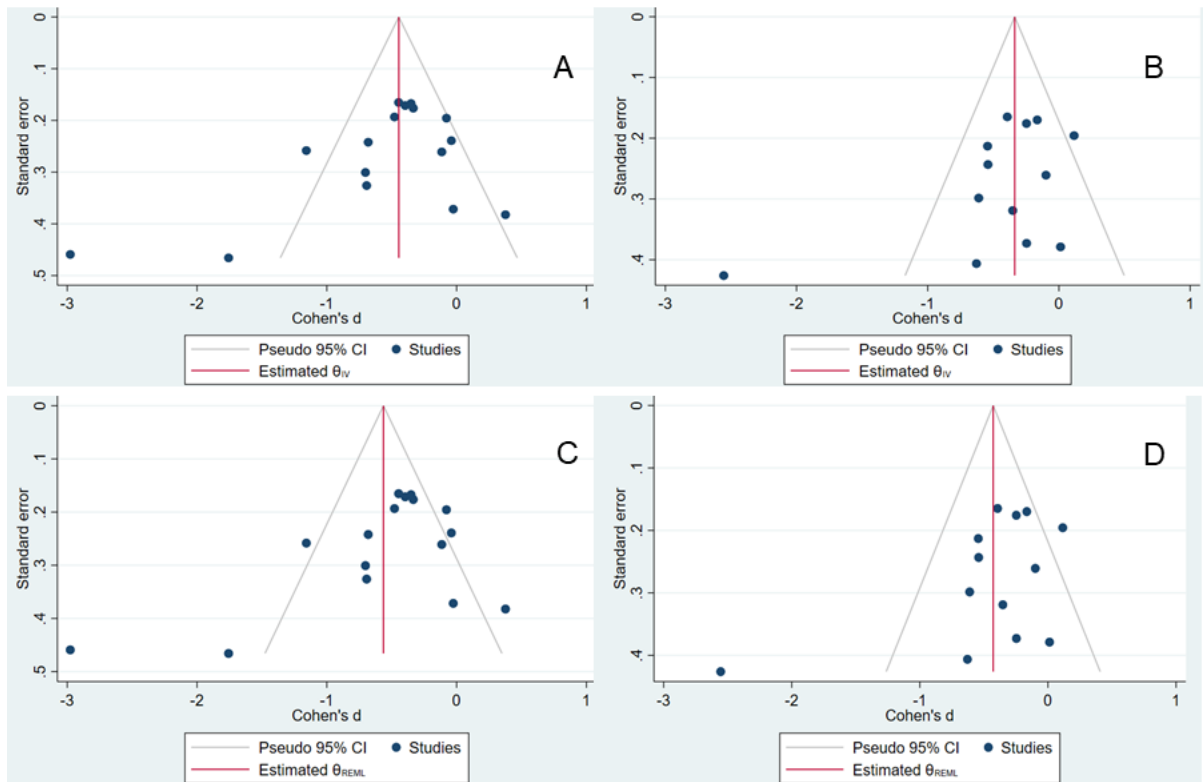 A
Standard error
0
.1
.2
.3
.4
.5
-3
-2
-1
0
1
Cohen's d
Pseudo 95% CI
Studies
Estimated θIV
B
Standard error
0
.1
.2
.3
.4
-3
-2
-1
0
1
Cohen's d
Pseudo 95% CI
Studies
Estimated θIV
C
Standard error
0
.1
.2
.3
.4
.5
-3
-2
-1
0
1
Cohen's d
Pseudo 95% CI
Studies
Estimated θREML
D
Standard error
0
.1
.2
.3
.4
-3
-2
-1
0
1
Cohen's d
Pseudo 95% CI
Studies
Estimated θREML